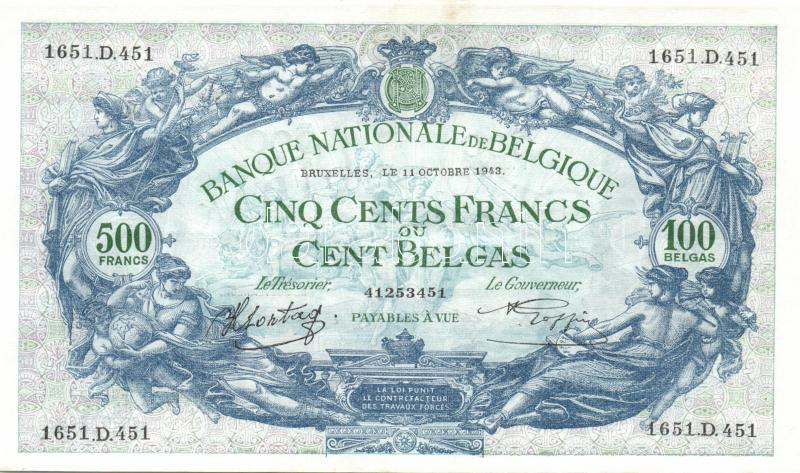 1651.D.451 1651.D.451
BANQUE NATIONALE DE BELGIQUE
BRUXELLES, LE 11 OCTOBRE 1943.
CINQ CENTS FRANCS
OU
CENT BELGAS
500 FRANCS
100 BELGAS
Le Trésorier, Le Gouverneur,
41253451
PAYABLES À VUE
LA LOI PUNIT
LE CONTREFACTEUR
DES TRAVAUX FORCÉS
1651.D.451 1651.D.451